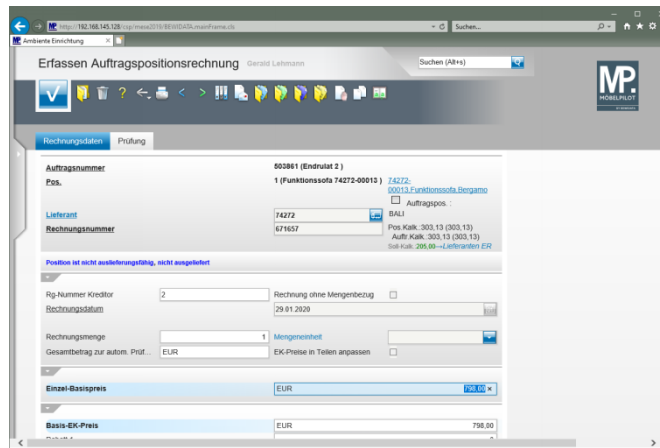 http://192.168.145.128/csp/mese2019/BEWIDATA.mainFrame.cls
Suchen...
Ambiente Einrichtung
Erfassen Auftragspositionsrechnung Gerald Lehmann
Suchen (Alt+s)
MP.
MÖBELPILOT
Rechnungsdaten Prüfung
Auftragsnummer 503861 (Endrulat 2 )
Pos. 1 (Funktionssofa 74272-00013 ) 74272-
00013,Funktionssofa,Bergamo
Auftragspos. :
Lieferant 74272 BALI
Rechnungsnummer 671657 Pos.Kalk.:303,13 (303,13)
Auftr.Kalk.:303,13 (303,13)
Soll-Kalk.:205,00→Lieferanten ER
Position ist nicht auslieferungsfähig, nicht ausgeliefert
Rg-Nummer Kreditor 2 Rechnung ohne Mengenbezug
Rechnungsdatum 29.01.2020
Rechnungsmenge 1 Mengeneinheit
Gesamtbetrag zur autom. Prüf... EUR EK-Preise in Teilen anpassen
Einzel-Basispreis EUR 798,00
Basis-EK-Preis EUR 798,00